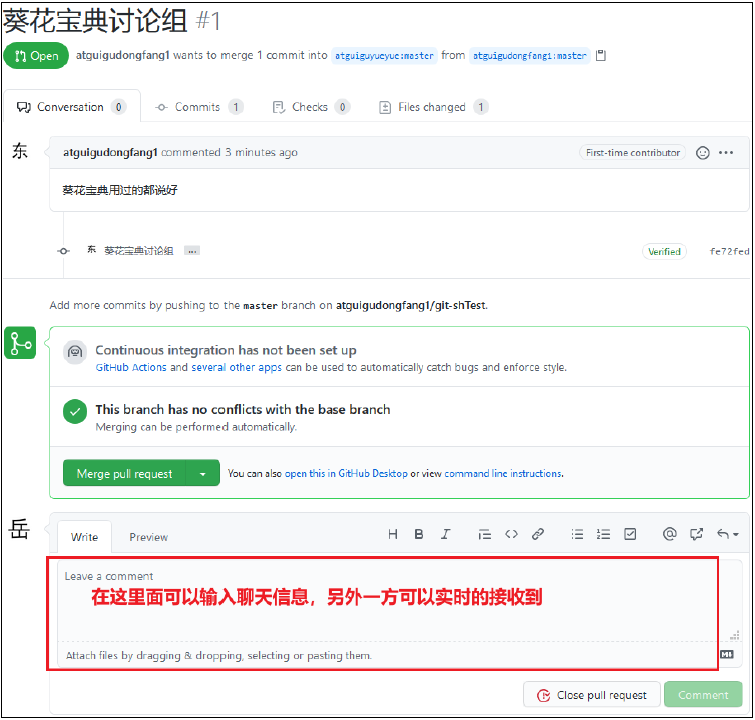 葵花宝典讨论组 #1
Open atguigudongfang1 wants to merge 1 commit into atguiguyueyue:master from atguigudongfang1:master
Conversation 0 Commits 1 Checks 0 Files changed 1
东 atguigudongfang1 commented 3 minutes ago First-time contributor
葵花宝典用过的都说好
东 葵花宝典讨论组 ... Verified fe72fed
Add more commits by pushing to the master branch on atguigudongfang1/git-shTest.
Continuous integration has not been set up
GitHub Actions and several other apps can be used to automatically catch bugs and enforce style.
This branch has no conflicts with the base branch
Merging can be performed automatically.
Merge pull request You can also open this in GitHub Desktop or view command line instructions.
岳 Write Preview
Leave a comment
在这里面可以输入聊天信息，另外一方可以实时的接收到
Attach files by dragging & dropping, selecting or pasting them.
Close pull request Comment